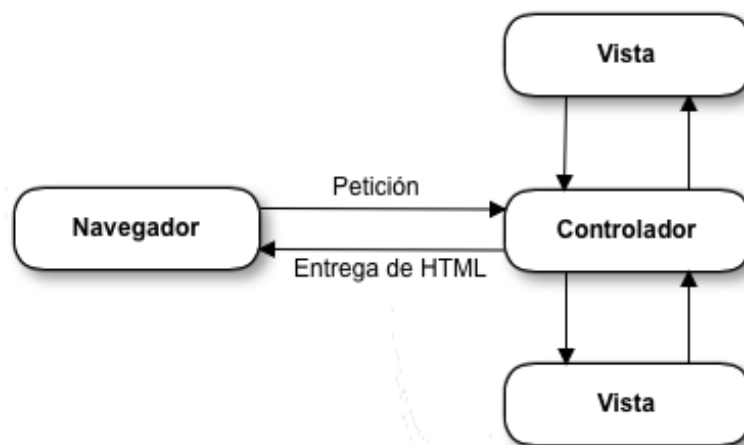 Vista
Petición
Navegador
Controlador
Entrega de HTML
Vista